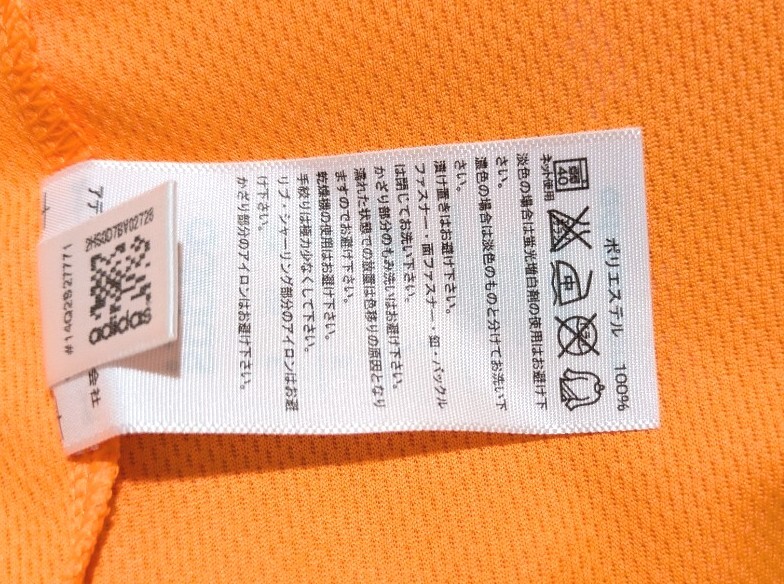 ポリエステル 100%
40
ネット使用
淡色の場合は蛍光増白剤の使用はお避け下
さい。
濃色の場合は淡色のものと分けてお洗い下
さい。
漬け置きはお避け下さい。
ファスナー・面ファスナー・釦・バックル
は閉じてお洗い下さい。
かざり部分のもみ洗いはお避け下さい。
濡れた状態での放置は色移りの原因となり
ますのでお避け下さい。
乾燥機の使用はお避け下さい。
手絞りは極力少なくして下さい。
リブ・シャーリング部分のアイロンはお避
け下さい。
かざり部分のアイロンはお避け下さい。
アデ
会社
adidas
#14Q2S27771